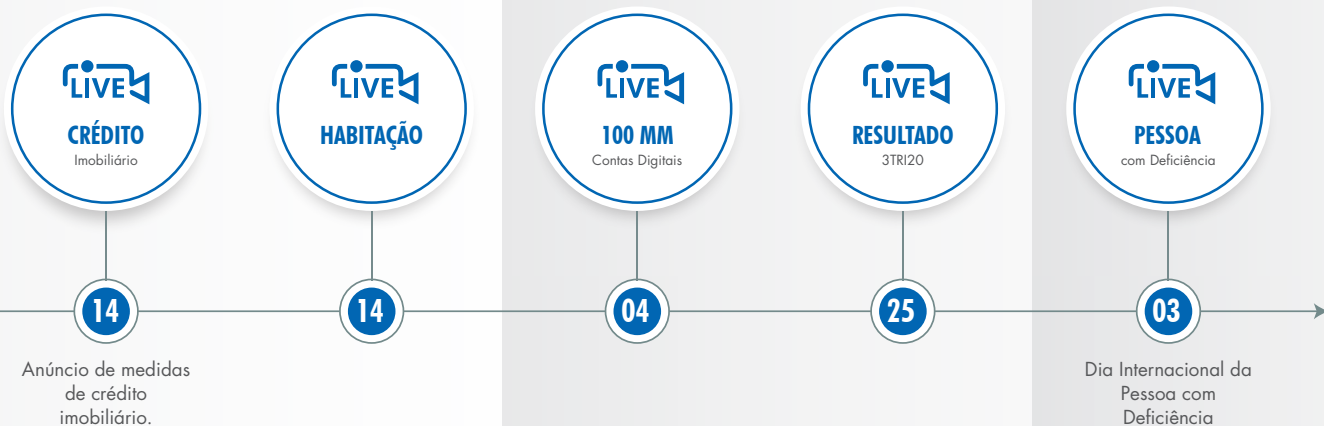 LIVE
CRÉDITO
Imobiliário
LIVE
HABITAÇÃO
LIVE
100 MM
Contas Digitais
LIVE
RESULTADO
3TRI20
LIVE
PESSOA
com Deficiência
14
14
04
25
03
Anúncio de medidas
de crédito
imobiliário.
Dia Internacional da
Pessoa com
Deficiência